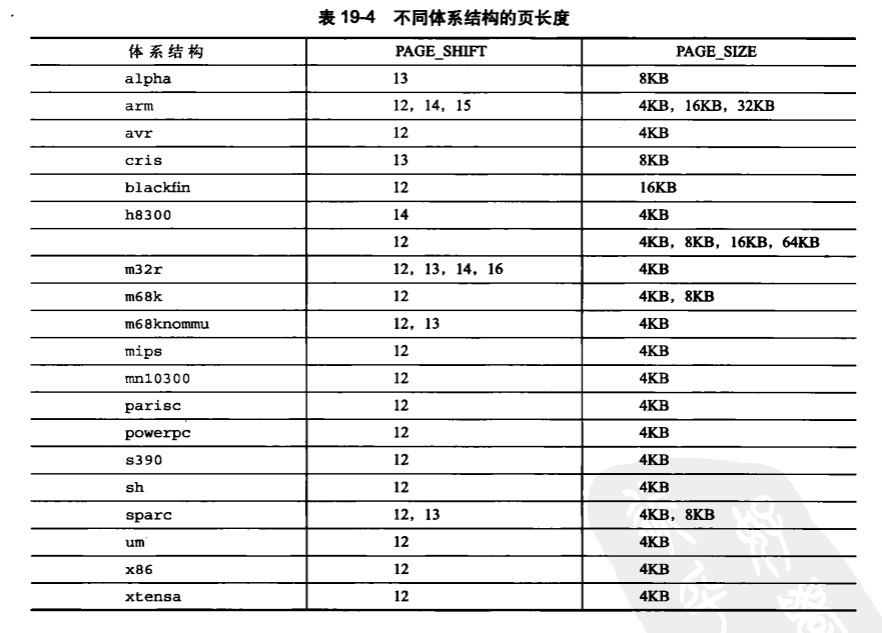 表 19-4 不同体系结构的页长度
体系结构 PAGE_SHIFT PAGE_SIZE
alpha 13 8KB
arm 12, 14, 15 4KB, 16KB, 32KB
avr 12 4KB
cris 13 8KB
blackfin 12 16KB
h8300 14 4KB
12 4KB, 8KB, 16KB, 64KB
m32r 12, 13, 14, 16 4KB
m68k 12 4KB, 8KB
m68knommu 12, 13 4KB
mips 12 4KB
mn10300 12 4KB
parisc 12 4KB
powerpc 12 4KB
s390 12 4KB
sh 12 4KB
sparc 12, 13 4KB, 8KB
um 12 4KB
x86 12 4KB
xtensa 12 4KB